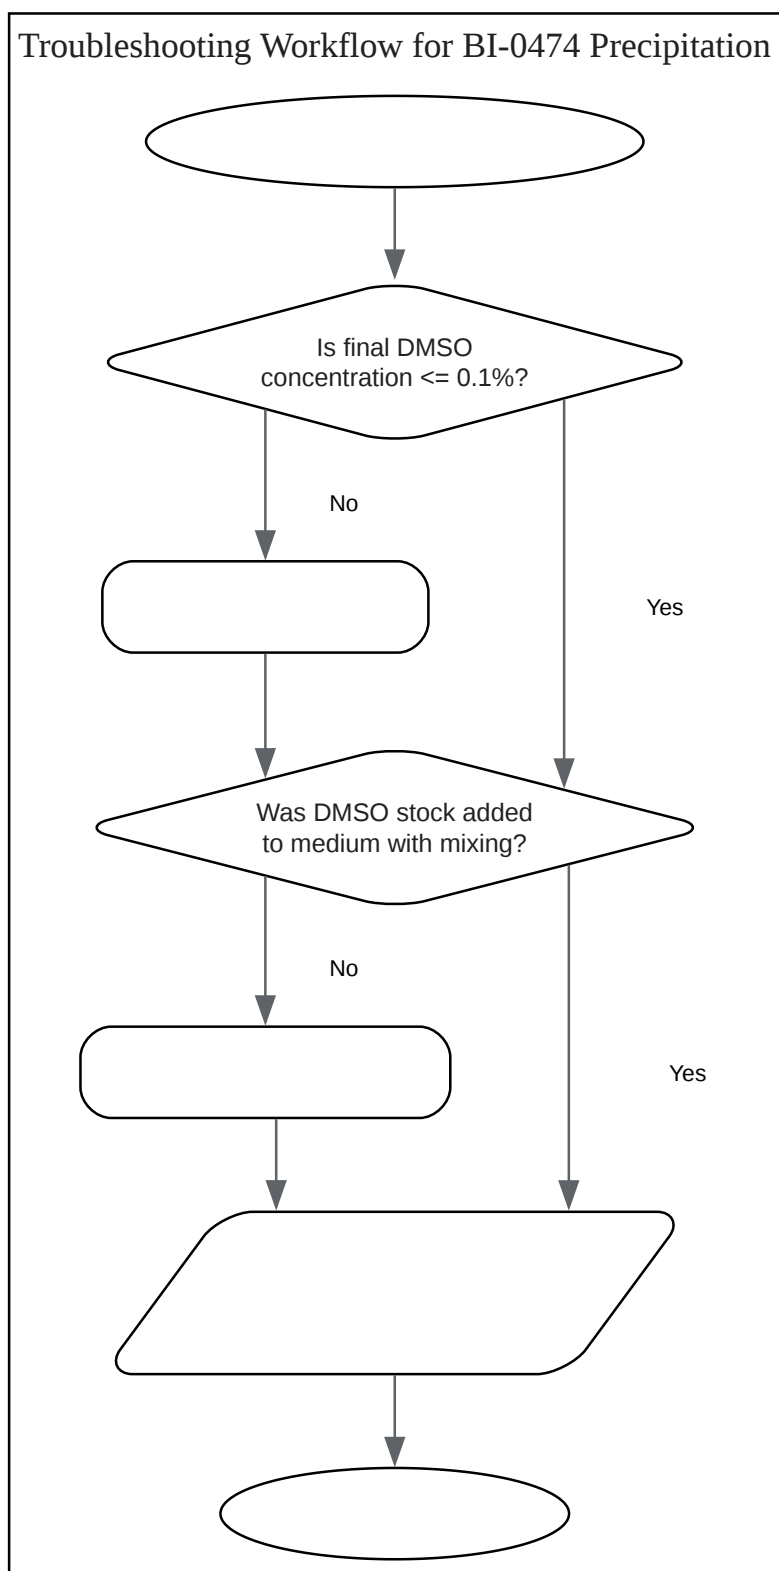 Troubleshooting Workflow for BI-0474 Precipitation
Is final DMSO
concentration <= 0.1%?
No
Yes
Was DMSO stock added
to medium with mixing?
No
Yes